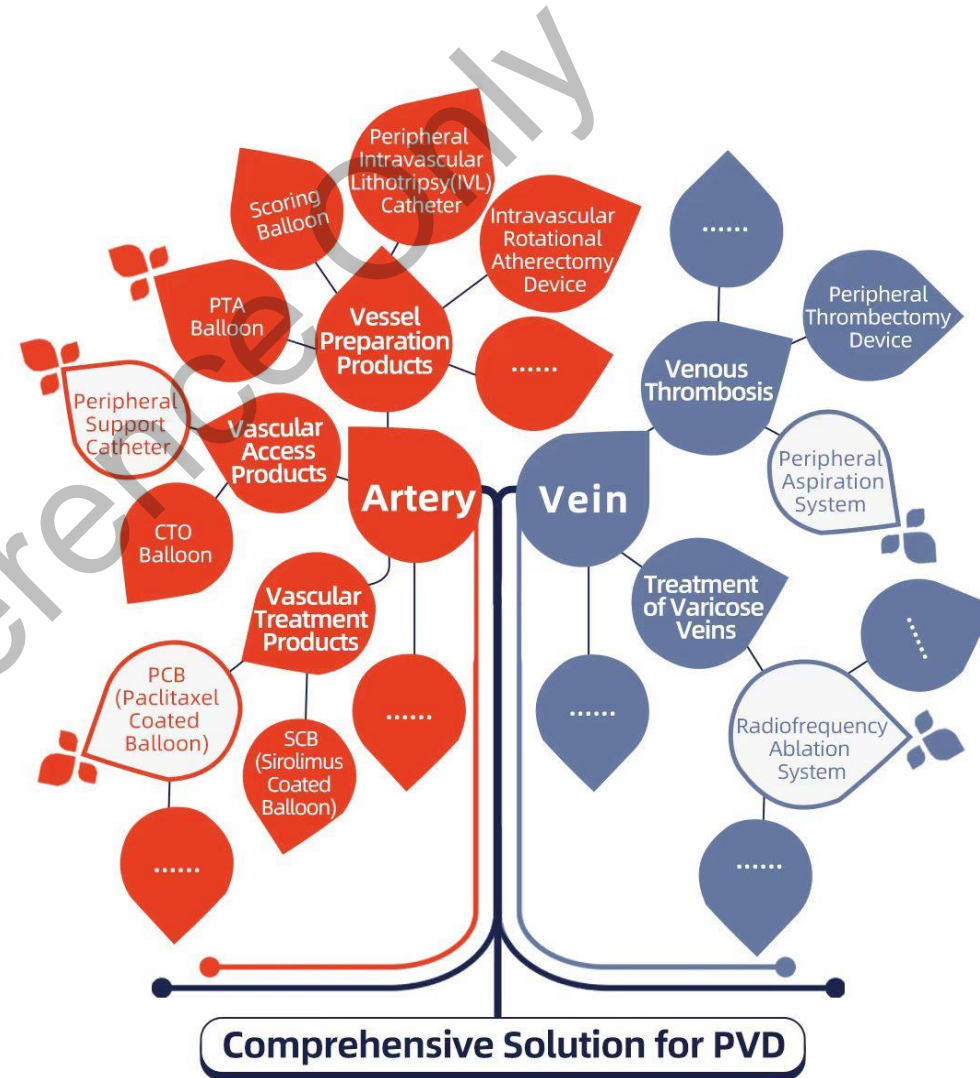 Peripheral
Intravascular
Lithotripsy(IVL)
Catheter
Scoring
Balloon
Intravascular
Rotational
Atherectomy
Device
PTA
Balloon
Vessel
Preparation
Products
......
Peripheral
Support
Catheter
Vascular
Access
Products
CTO
Balloon
Artery
Vascular
Treatment
Products
PCB
(Paclitaxel
Coated
Balloon)
SCB
(Sirolimus
Coated
Balloon)
......
......
......
Peripheral
Thrombectomy
Device
Venous
Thrombosis
Peripheral
Aspiration
System
Vein
Treatment
of Varicose
Veins
......
......
Radiofrequency
Ablation
System
......
Comprehensive Solution for PVD
erence Only